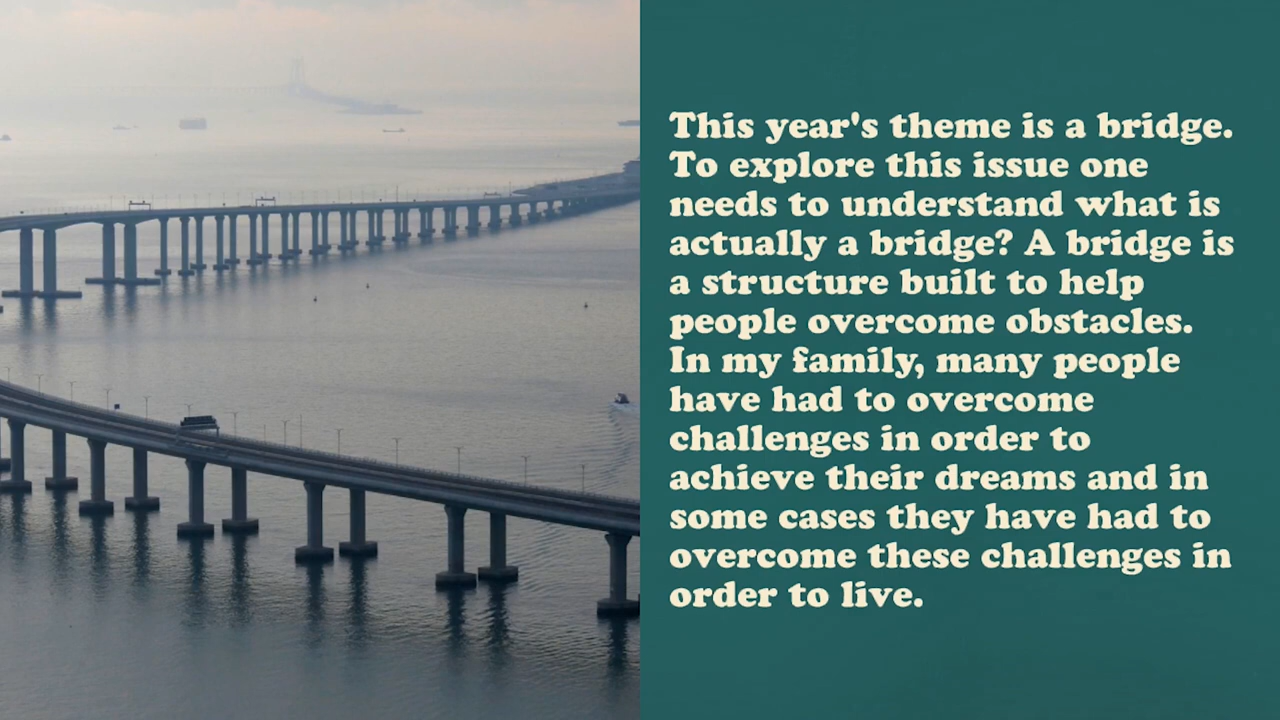 This year's theme is a bridge.
To explore this issue one
needs to understand what is
actually a bridge? A bridge is
a structure built to help
people overcome obstacles.
In my family, many people
have had to overcome
challenges in order to
achieve their dreams and in
some cases they have had to
overcome these challenges in
order to live.